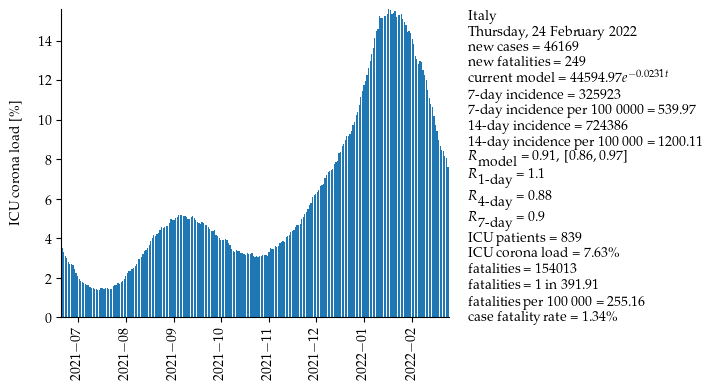 ICU corona load [%]
14
12
10
8
6
4
2
0
2021−07
2021−08
2021−09
2021−10
2021−11
2021−12
2022−01
2022−02
Italy
Thursday, 24 February 2022
new cases = 46169
new fatalities = 249
current model = 44594.97e^−0.0231t
7-day incidence = 325923
7-day incidence per 100 0000 = 539.97
14-day incidence = 724386
14-day incidence per 100 000 = 1200.11
R_model = 0.91, [0.86, 0.97]
R_1-day = 1.1
R_4-day = 0.88
R_7-day = 0.9
ICU patients = 839
ICU corona load = 7.63%
fatalities = 154013
fatalities = 1 in 391.91
fatalities per 100 000 = 255.16
case fatality rate = 1.34%